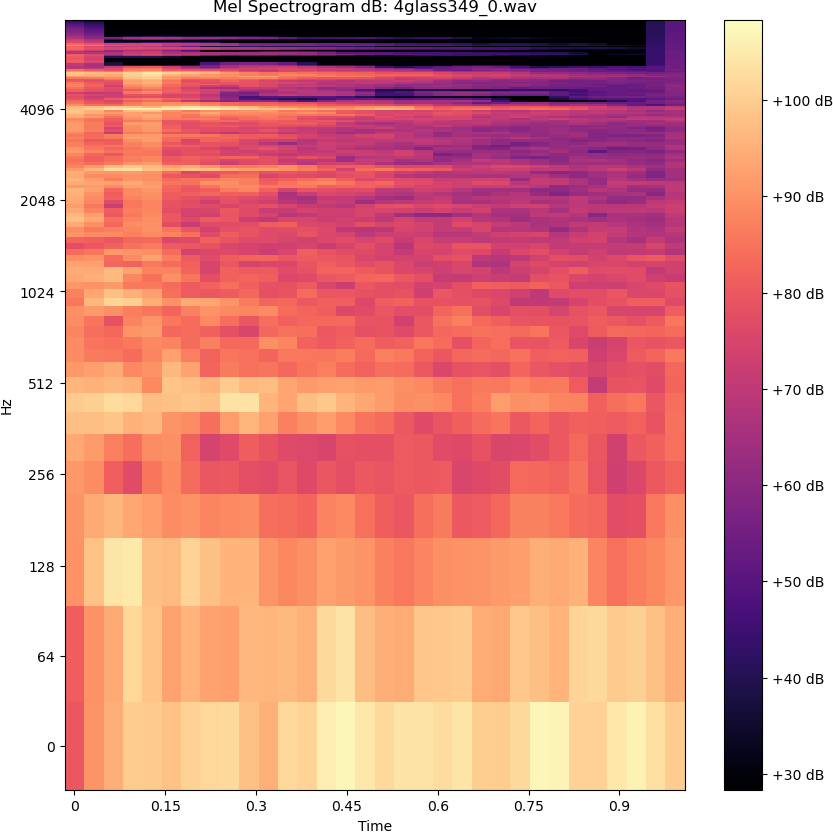 Mel Spectrogram dB: 4glass349_0.wav
4096
2048
1024
512
256
128
64
0
Hz
0
0.15
0.3
0.45
0.6
0.75
0.9
Time
+100 dB
+90 dB
+80 dB
+70 dB
+60 dB
+50 dB
+40 dB
+30 dB